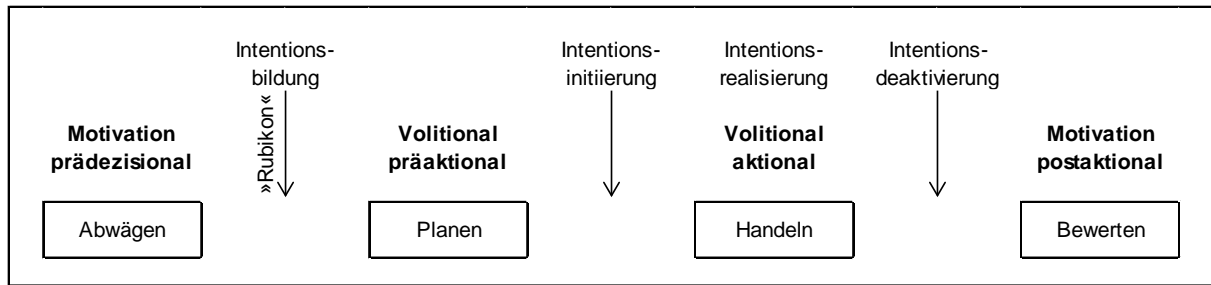 Intentions-
bildung
Intentions-
initiierung
Intentions-
realisierung
Intentions-
deaktivierung
»Rubikon«
Motivation
prädezisional
Volitional
präaktional
Volitional
aktional
Motivation
postaktional
Abwägen
Planen
Handeln
Bewerten